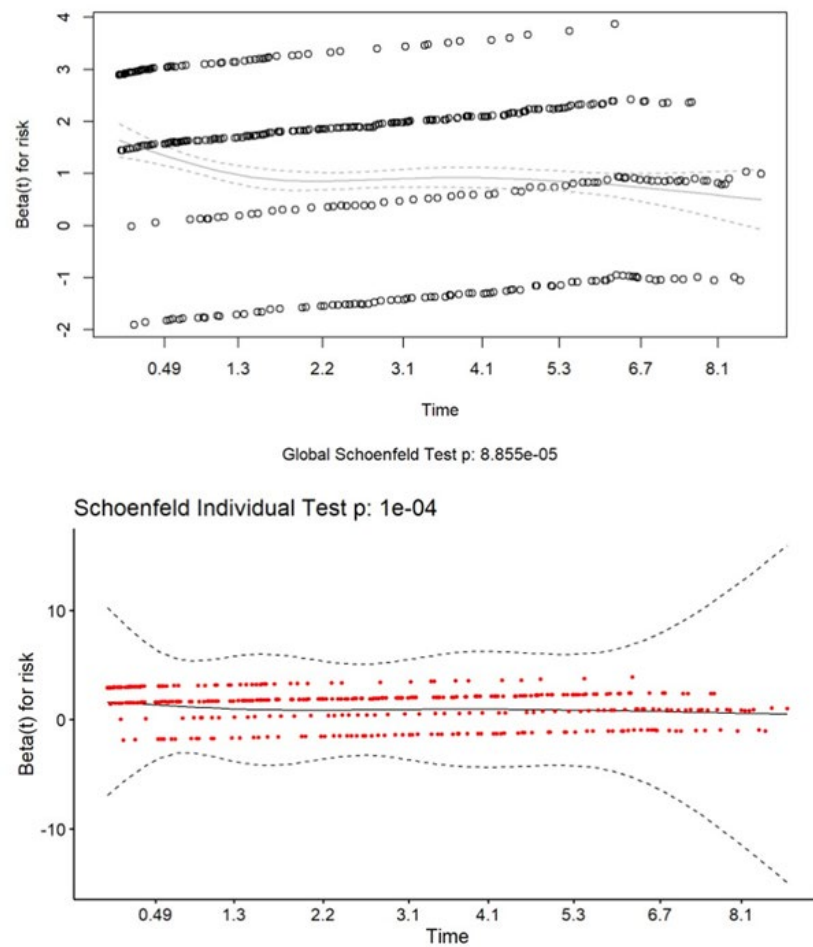 4
3
2
1
0
-1
-2
Beta(t) for risk
0.49 1.3 2.2 3.1 4.1 5.3 6.7 8.1
Time
Global Schoenfeld Test p: 8.855e-05
Schoenfeld Individual Test p: 1e-04
10
0
-10
Beta(t) for risk
0.49 1.3 2.2 3.1 4.1 5.3 6.7 8.1
Time